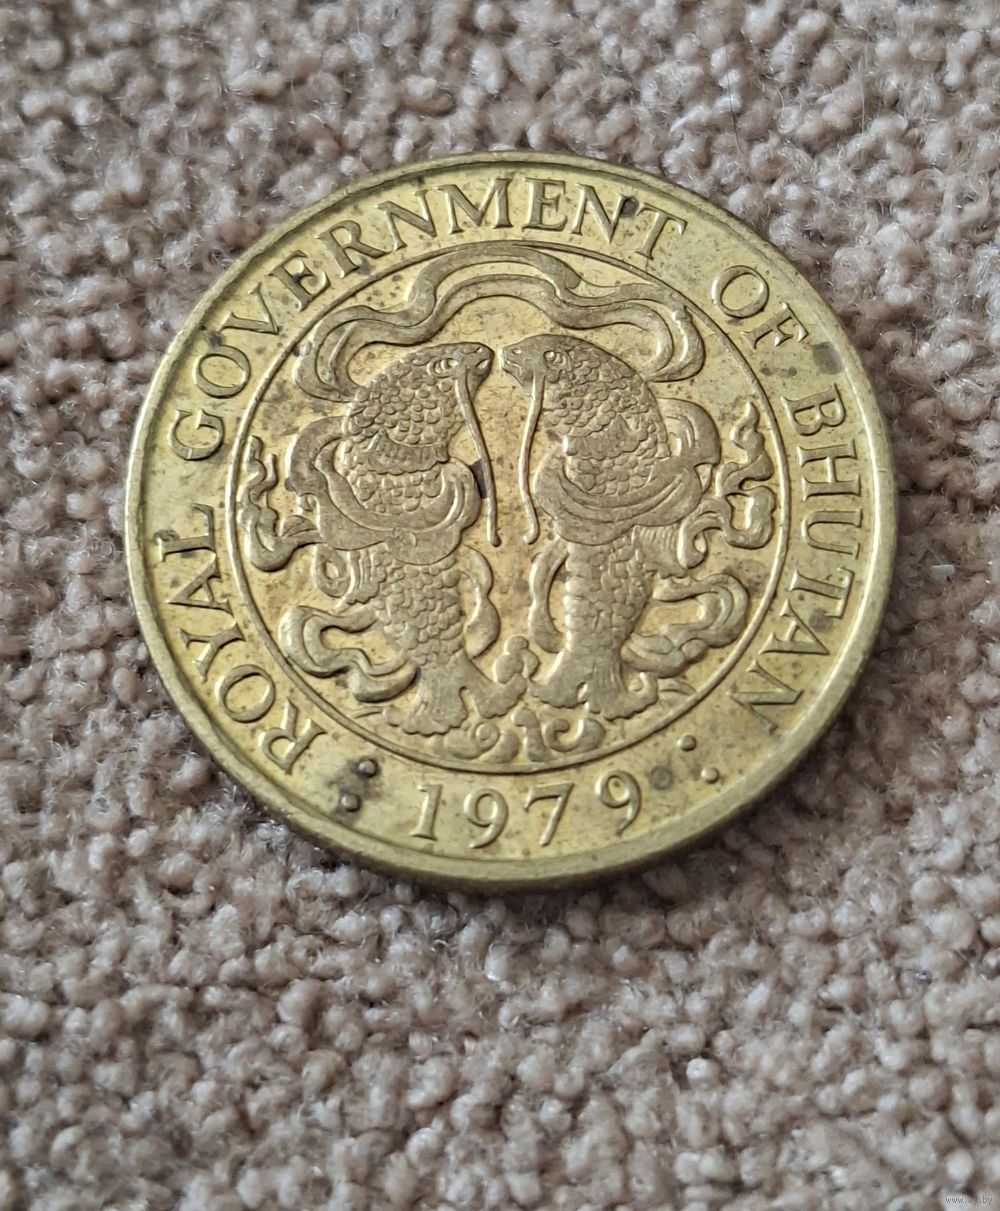 ROYAL GOVERNMENT OF BHUTAN
1979